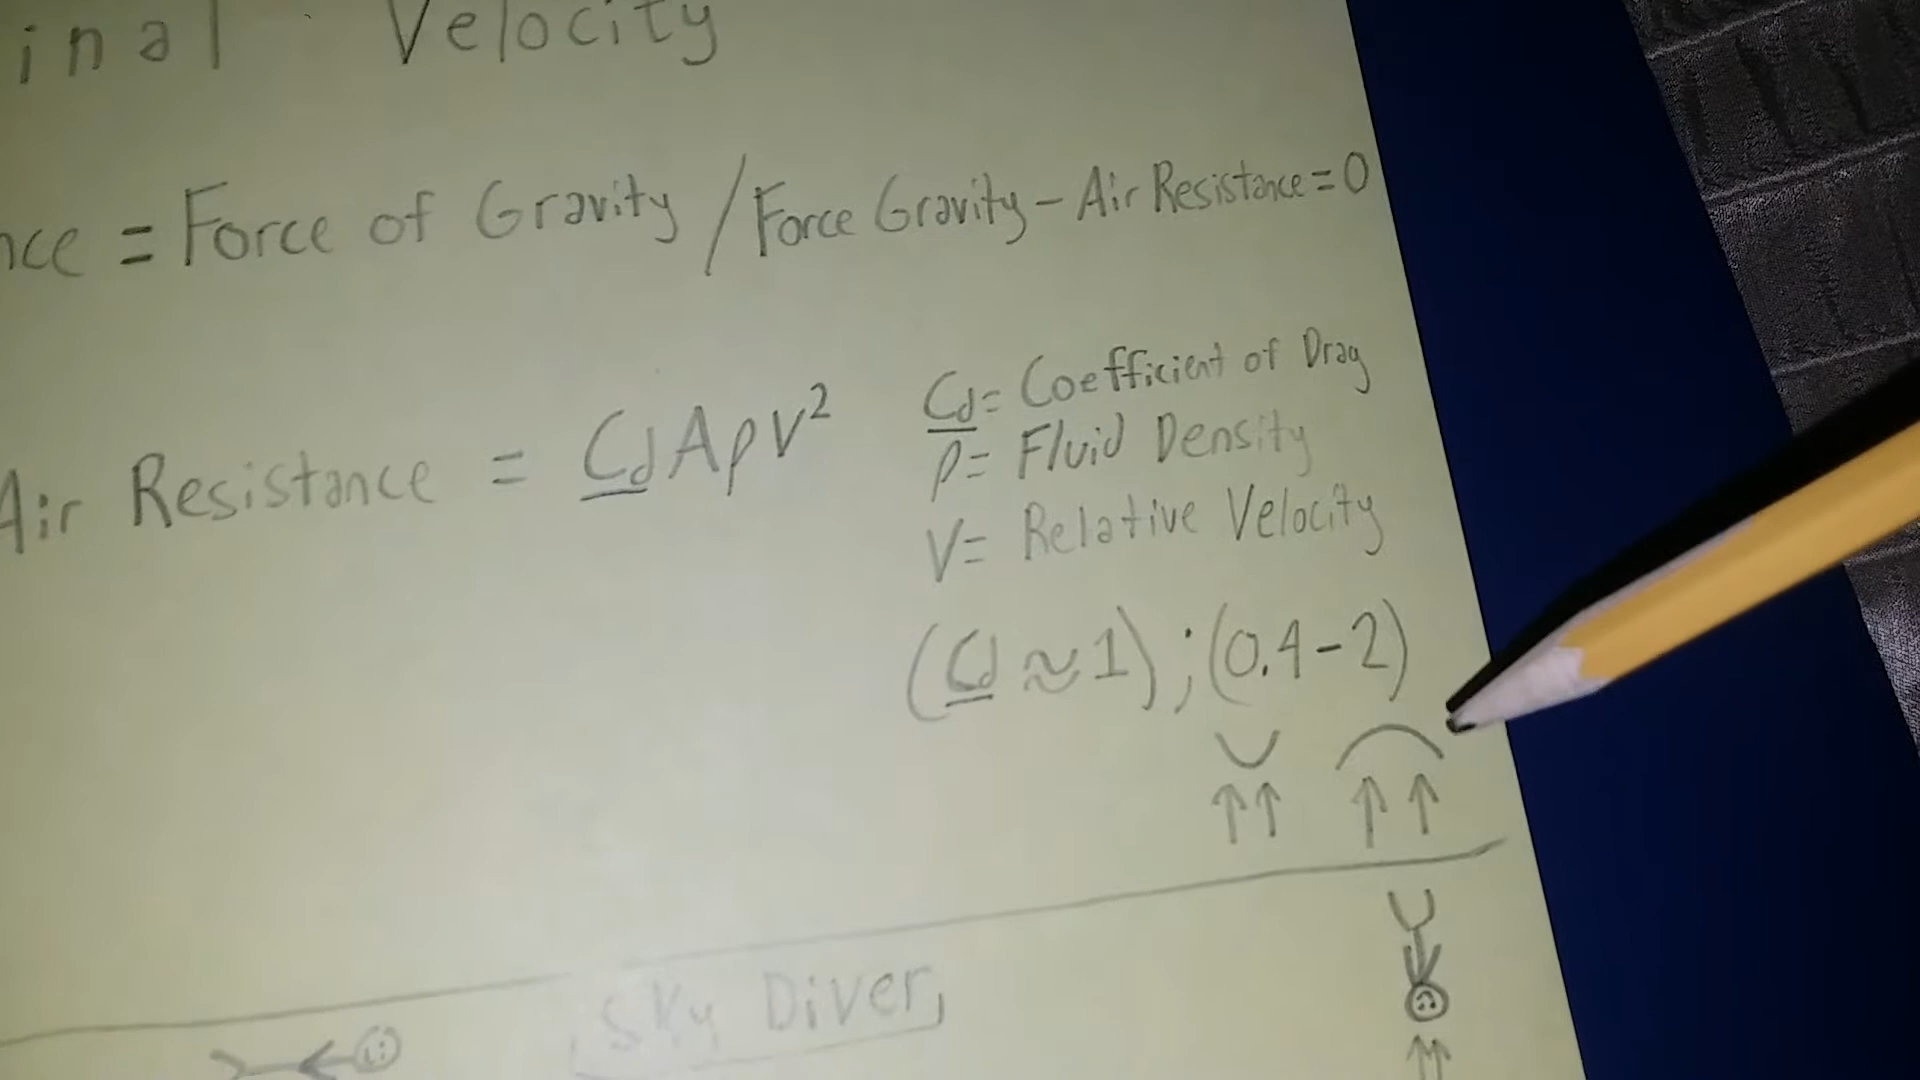 inal Velocity
nce = Force of Gravity / Force Gravity - Air Resistance = 0
Air Resistance = CdAρV²
Cd = Coefficient of Drag
ρ = Fluid Density
V = Relative Velocity
(Cd ≈ 1) ; (0.4 - 2)
Sky Diver